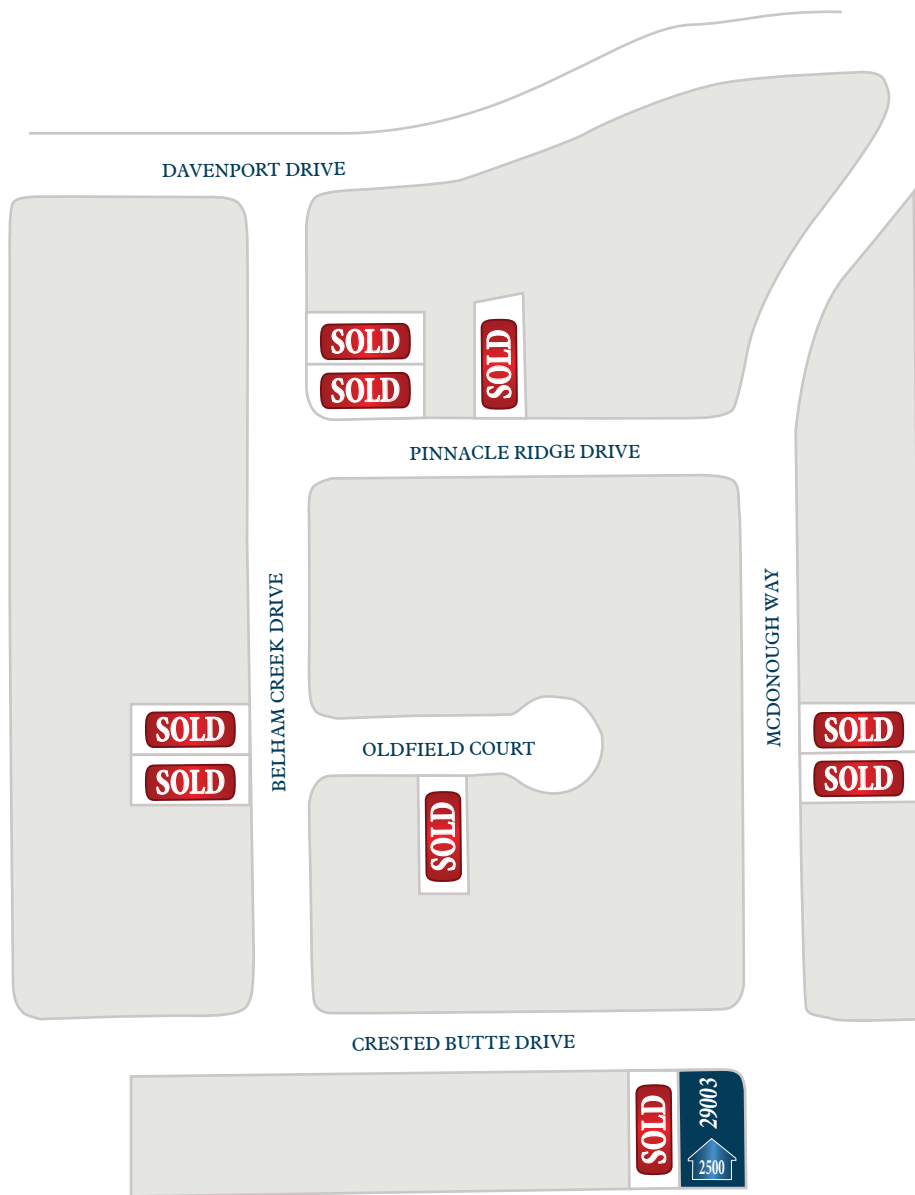 DAVENPORT DRIVE
SOLD
SOLD
SOLD
PINNACLE RIDGE DRIVE
BELHAM CREEK DRIVE
MCDONOUGH WAY
SOLD
SOLD
OLDFIELD COURT
SOLD
SOLD
SOLD
CRESTED BUTTE DRIVE
SOLD
29003
2500